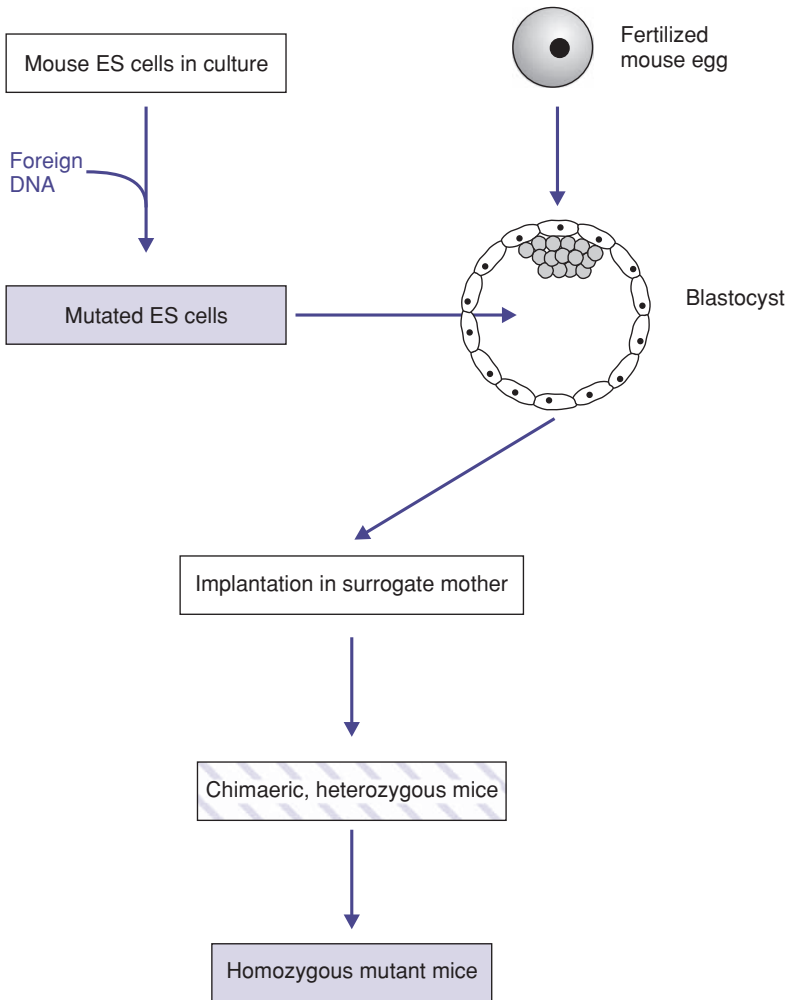 Mouse ES cells in culture
Fertilized
mouse egg
Foreign
DNA
Mutated ES cells
Blastocyst
Implantation in surrogate mother
Chimaeric, heterozygous mice
Homozygous mutant mice